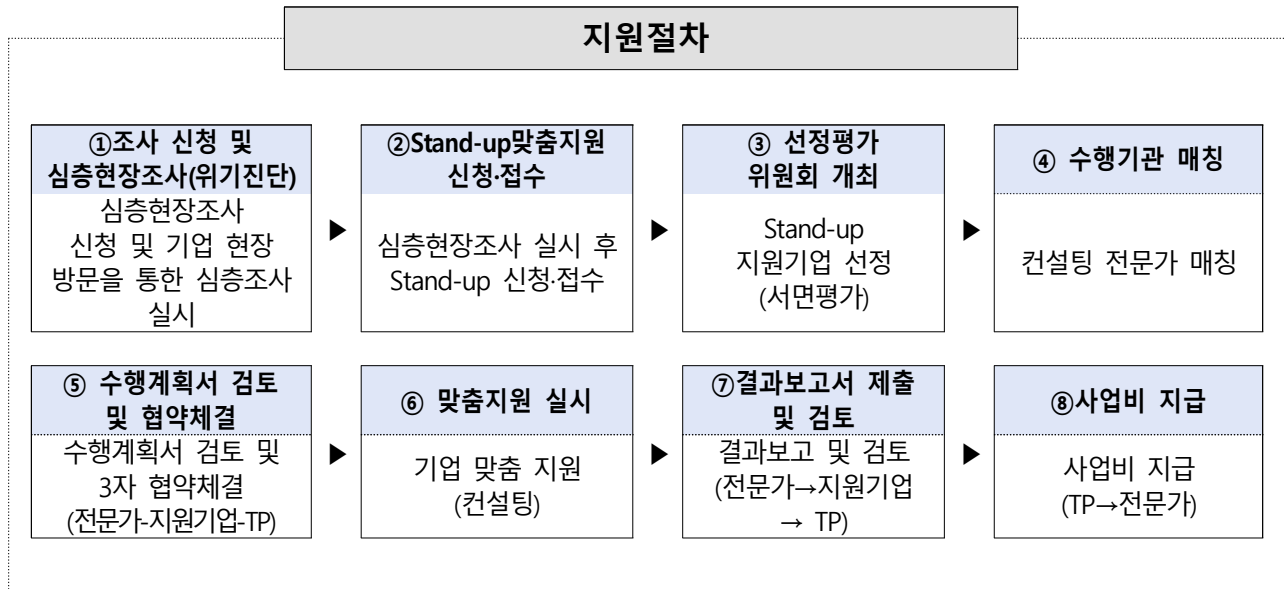 지원절차
①조사 신청 및
심층현장조사(위기진단)
심층현장조사
신청 및 기업 현장
방문을 통한 심층조사
실시
▶
②Stand-up맞춤지원
신청·접수
심층현장조사 실시 후
Stand-up 신청·접수
▶
③ 선정평가
위원회 개최
Stand-up
지원기업 선정
(서면평가)
▶
④ 수행기관 매칭
컨설팅 전문가 매칭
⑤ 수행계획서 검토
및 협약체결
수행계획서 검토 및
3자 협약체결
(전문가-지원기업-TP)
▶
⑥ 맞춤지원 실시
기업 맞춤 지원
(컨설팅)
▶
⑦결과보고서 제출
및 검토
결과보고 및 검토
(전문가→지원기업
→ TP)
▶
⑧사업비 지급
사업비 지급
(TP→전문가)